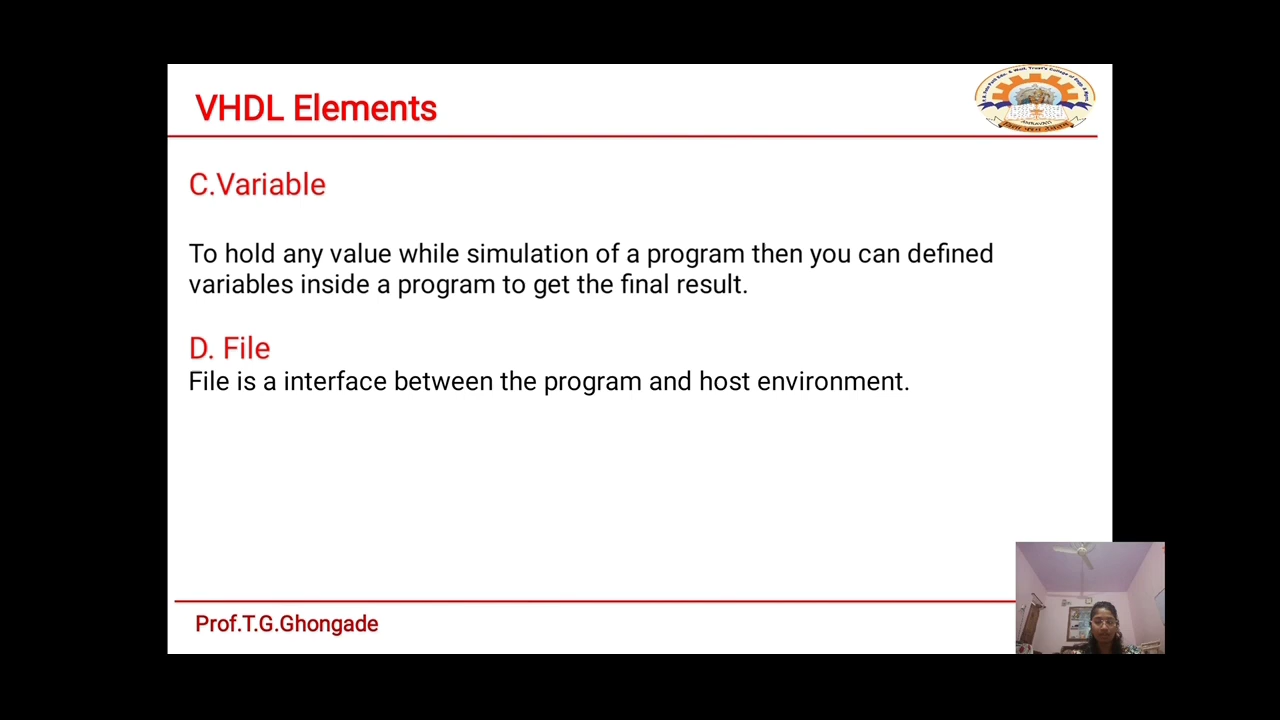 VHDL Elements
C.Variable
To hold any value while simulation of a program then you can defined
variables inside a program to get the final result.
D. File
File is a interface between the program and host environment.
Prof.T.G.Ghongade